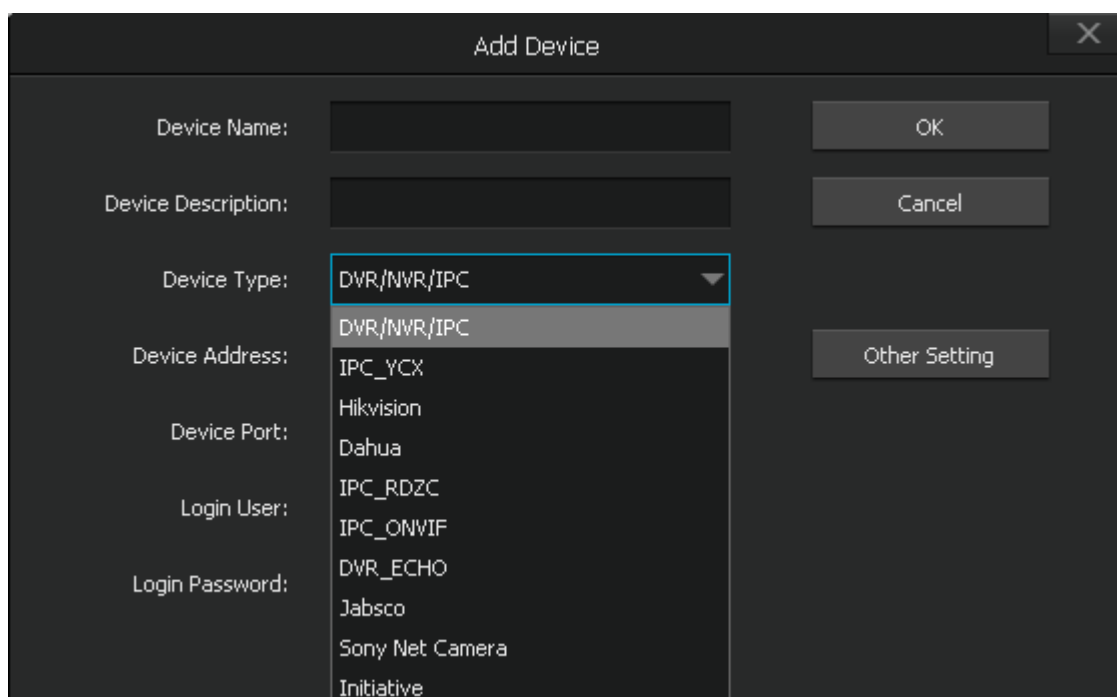 Add Device
Device Name:
OK
Device Description:
Cancel
Device Type:
DVR/NVR/IPC
DVR/NVR/IPC
Device Address:
Other Setting
IPC_YCX
Hikvision
Device Port:
Dahua
IPC_RDZC
Login User:
IPC_ONVIF
DVR_ECHO
Login Password:
Jabsco
Sony Net Camera
Initiative